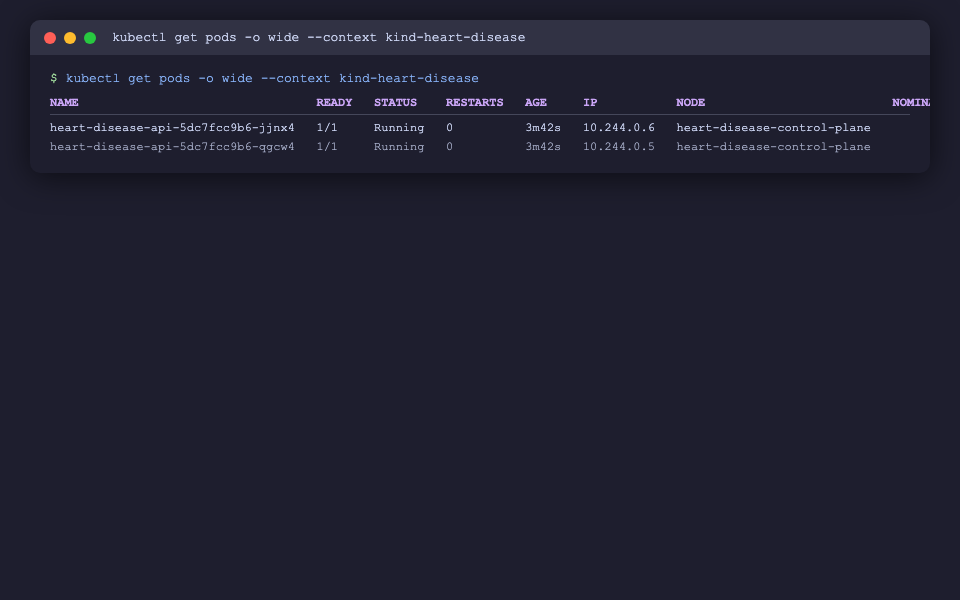 kubectl get pods -o wide --context kind-heart-disease
$ kubectl get pods -o wide --context kind-heart-disease
NAME READY STATUS RESTARTS AGE IP NODE NOMINA
heart-disease-api-5dc7fcc9b6-jjnx4 1/1 Running 0 3m42s 10.244.0.6 heart-disease-control-plane
heart-disease-api-5dc7fcc9b6-qgcw4 1/1 Running 0 3m42s 10.244.0.5 heart-disease-control-plane